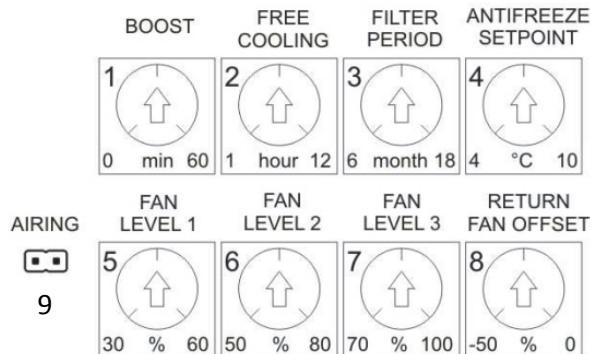 BOOST
FREE COOLING
FILTER PERIOD
ANTIFREEZE SETPOINT
1
2
3
4
0 min 60
1 hour 12
6 month 18
4 °C 10
AIRING
FAN LEVEL 1
FAN LEVEL 2
FAN LEVEL 3
RETURN FAN OFFSET
9
5
6
7
8
30 % 60
50 % 80
70 % 100
-50 % 0